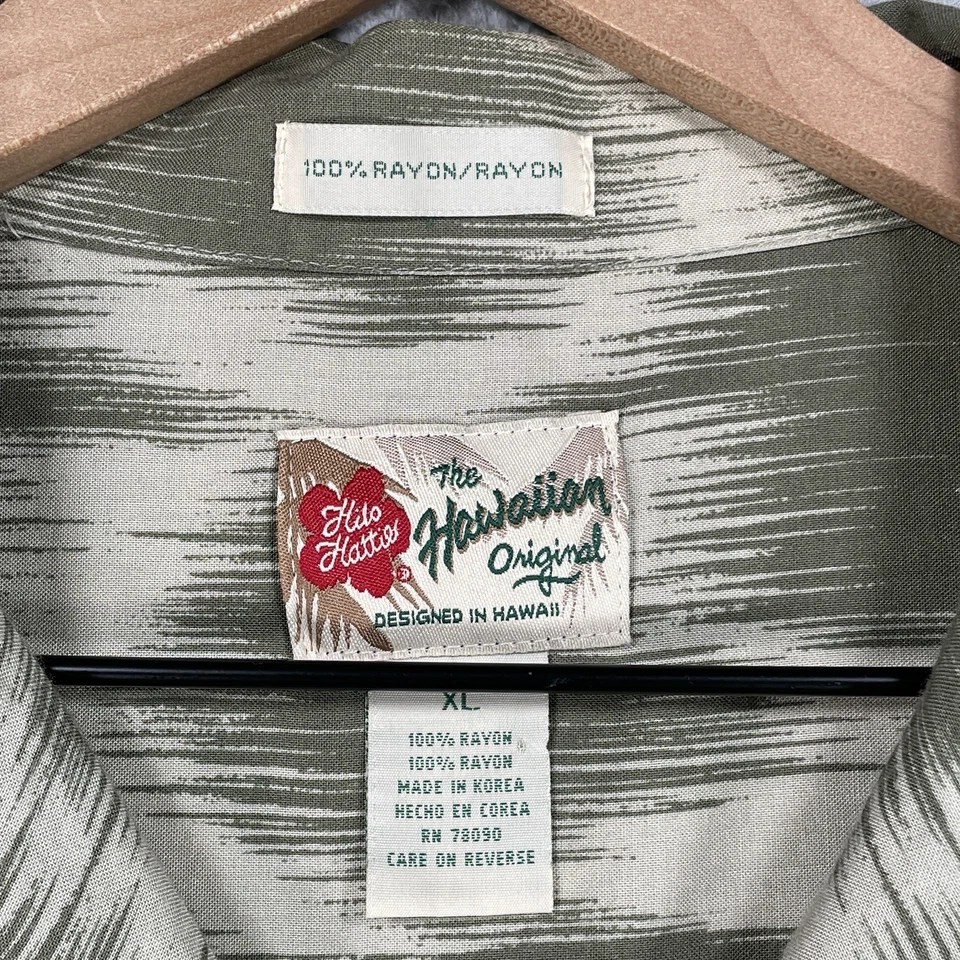 100% RAYON/RAYON
The
Hawaiian
Original
Hilo
Hattie
®
DESIGNED IN HAWAII
XL
100% RAYON
100% RAYON
MADE IN KOREA
HECHO EN COREA
RN 78090
CARE ON REVERSE